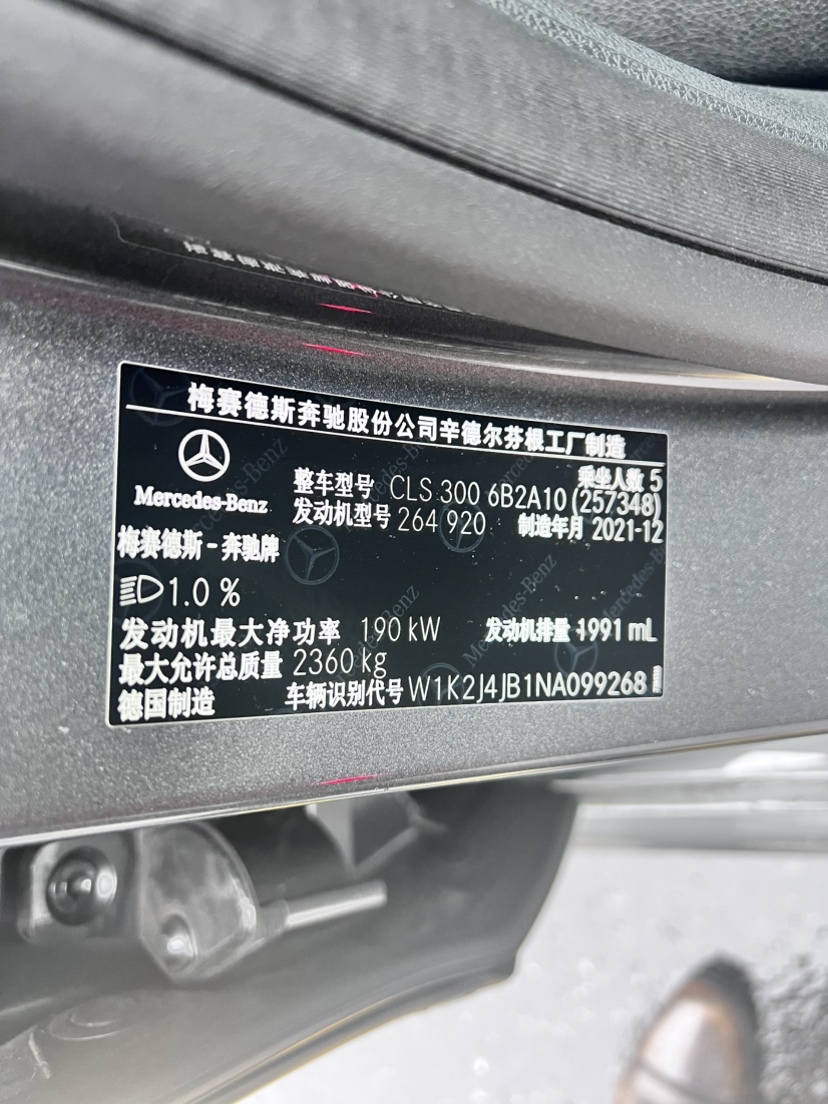 梅赛德斯奔驰股份公司辛德尔芬根工厂制造
乘坐人数 5
Mercedes-Benz
整车型号 CLS 300 6B2A10 (257348)
发动机型号 264 920 制造年月 2021-12
梅赛德斯-奔驰牌
1.0 %
发动机最大净功率 190 kW 发动机排量 1991 mL
最大允许总质量 2360 kg
德国制造 车辆识别代号 W1K2J4JB1NA099268